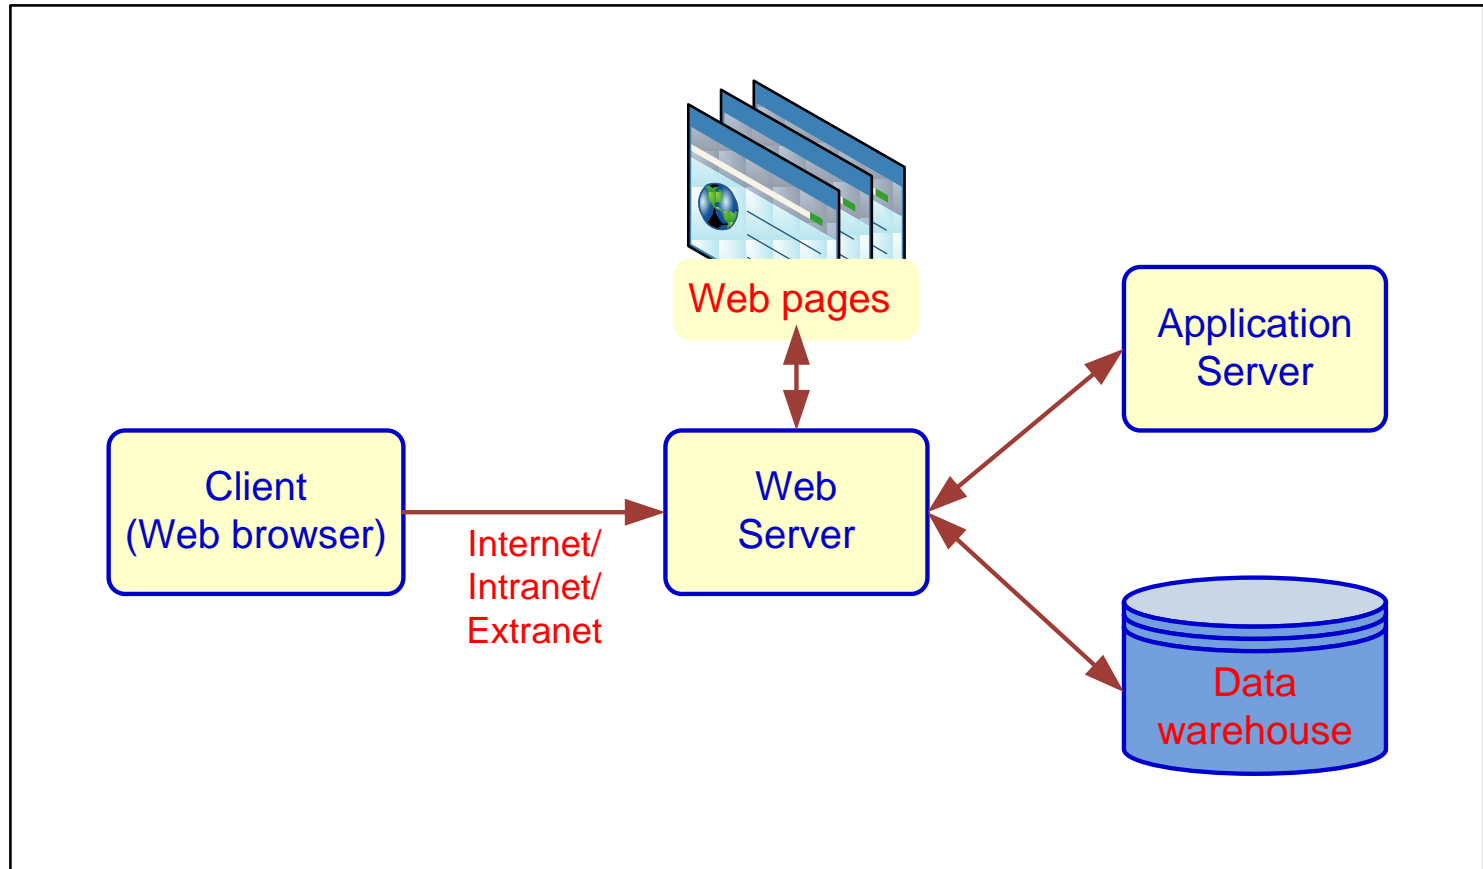 Web pages
Application
Server
Client
(Web browser)
Internet/
Intranet/
Extranet
Web
Server
Data
warehouse